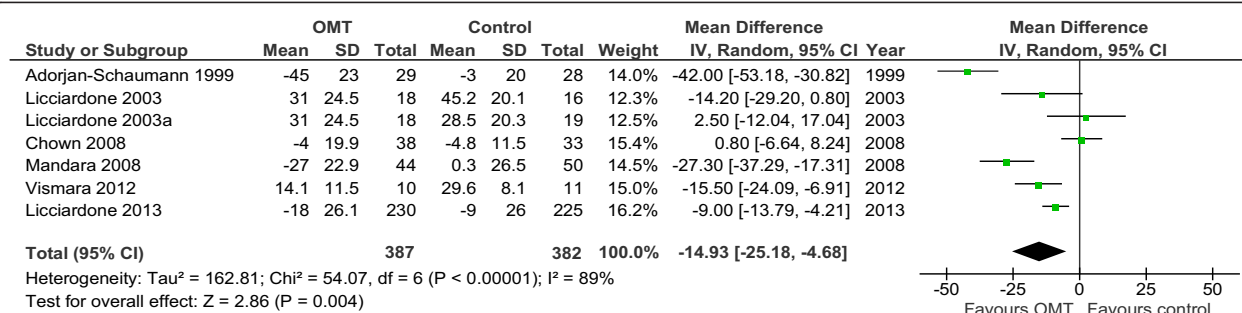 OMT Control Mean Difference Mean Difference
Study or Subgroup Mean SD Total Mean SD Total Weight IV, Random, 95% CI Year IV, Random, 95% CI
Adorjan-Schaumann 1999 -45 23 29 -3 20 28 14.0% -42.00 [-53.18, -30.82] 1999
Licciardone 2003 31 24.5 18 45.2 20.1 16 12.3% -14.20 [-29.20, 0.80] 2003
Licciardone 2003a 31 24.5 18 28.5 20.3 19 12.5% 2.50 [-12.04, 17.04] 2003
Chown 2008 -4 19.9 38 -4.8 11.5 33 15.5% 0.80 [-6.64, 8.24] 2008
Mandara 2008 -27 22.9 44 0.3 26.5 50 14.5% -27.30 [-37.29, -17.31] 2008
Vismara 2012 14.1 11.5 10 29.6 8.1 11 15.0% -15.50 [-24.09, -6.91] 2012
Licciardone 2013 -18 26.1 230 -9 26 225 16.2% -9.00 [-13.79, -4.21] 2013
Total (95% CI) 387 382 100.0% -14.93 [-25.18, -4.68]
Heterogeneity: Tau² = 162.81; Chi² = 54.07, df = 6 (P < 0.00001); I² = 89%
Test for overall effect: Z = 2.86 (P = 0.004)
-50 -25 0 25 50
Favours OMT Favours control